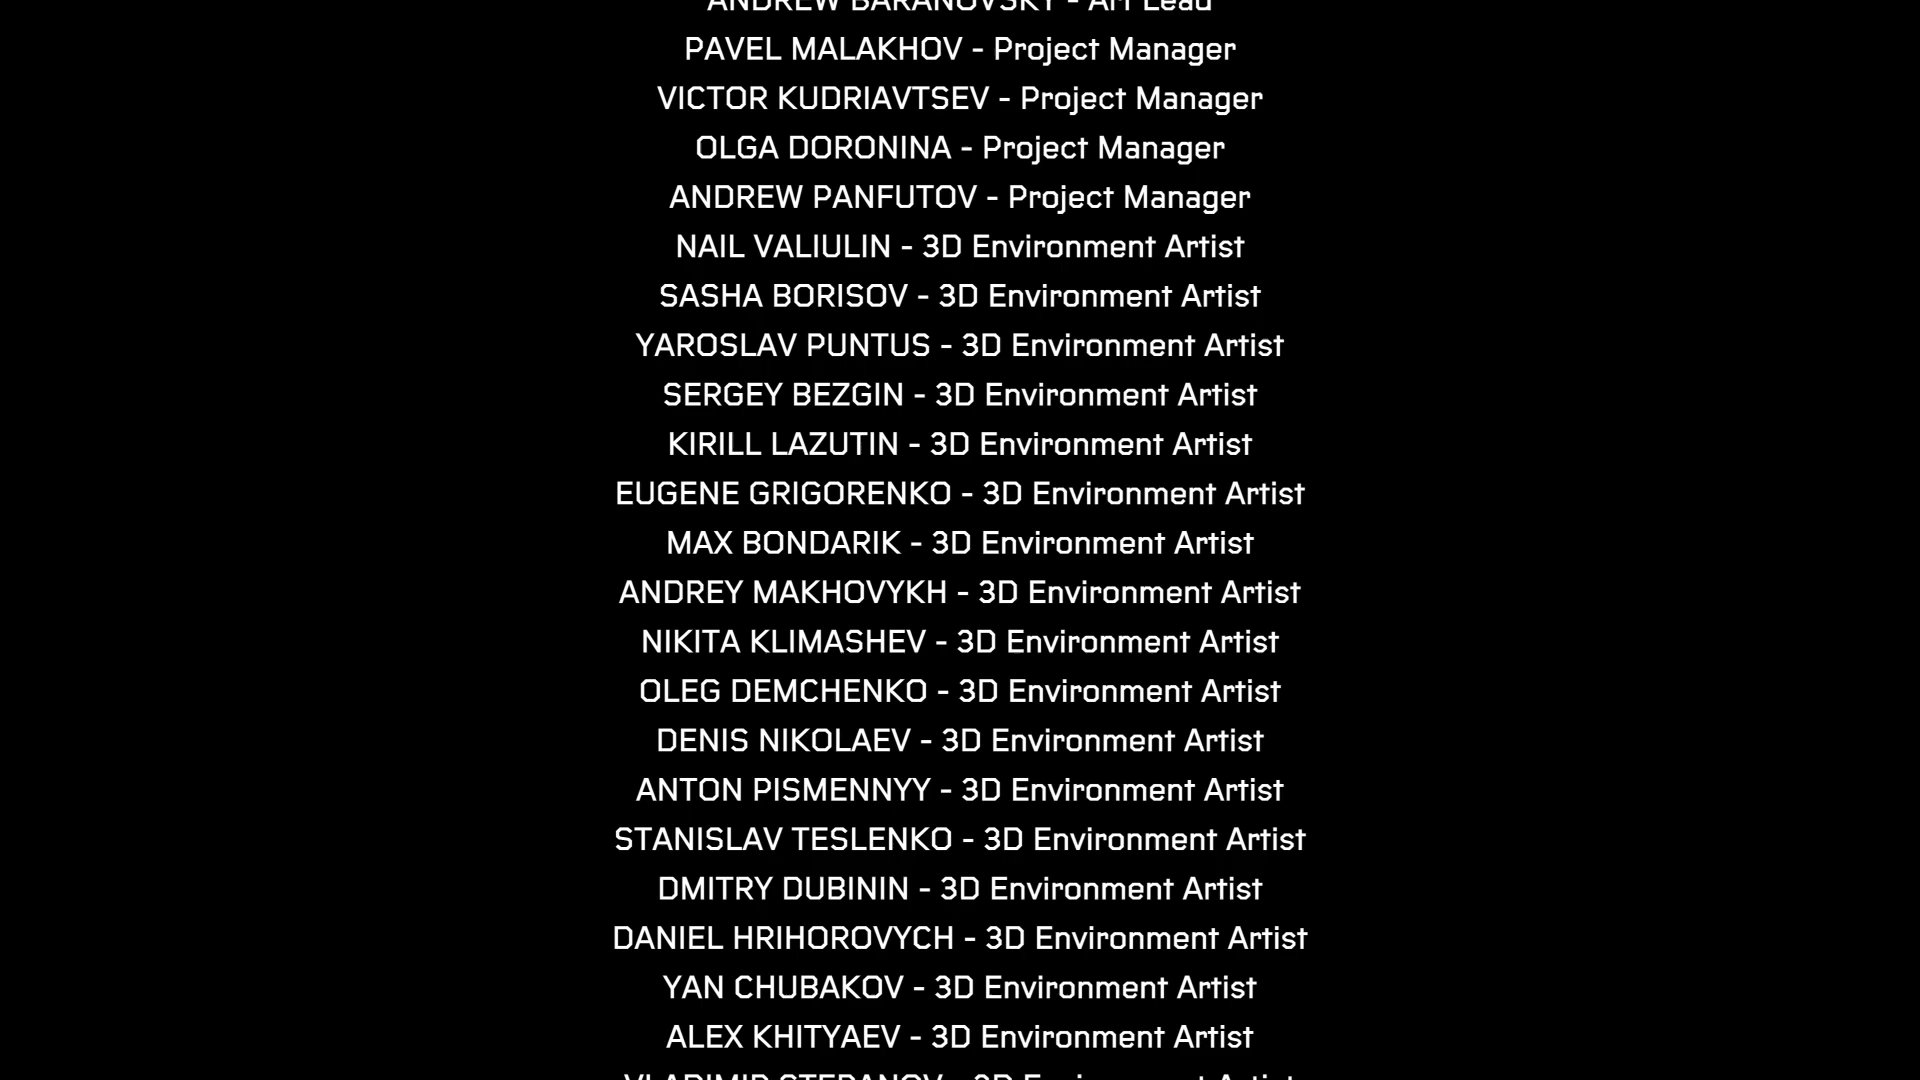 ANDREW BARANOVSKY - Art Lead
PAVEL MALAKHOV - Project Manager
VICTOR KUDRIAVTSEV - Project Manager
OLGA DORONINA - Project Manager
ANDREW PANFUTOV - Project Manager
NAIL VALIULIN - 3D Environment Artist
SASHA BORISOV - 3D Environment Artist
YAROSLAV PUNTUS - 3D Environment Artist
SERGEY BEZGIN - 3D Environment Artist
KIRILL LAZUTIN - 3D Environment Artist
EUGENE GRIGORENKO - 3D Environment Artist
MAX BONDARIK - 3D Environment Artist
ANDREY MAKHOVYKH - 3D Environment Artist
NIKITA KLIMASHEV - 3D Environment Artist
OLEG DEMCHENKO - 3D Environment Artist
DENIS NIKOLAEV - 3D Environment Artist
ANTON PISMENNYY - 3D Environment Artist
STANISLAV TESLENKO - 3D Environment Artist
DMITRY DUBININ - 3D Environment Artist
DANIEL HRIHOROVYCH - 3D Environment Artist
YAN CHUBAKOV - 3D Environment Artist
ALEX KHITYAEV - 3D Environment Artist
VLADIMIR STEPANOV - 3D Environment Artist